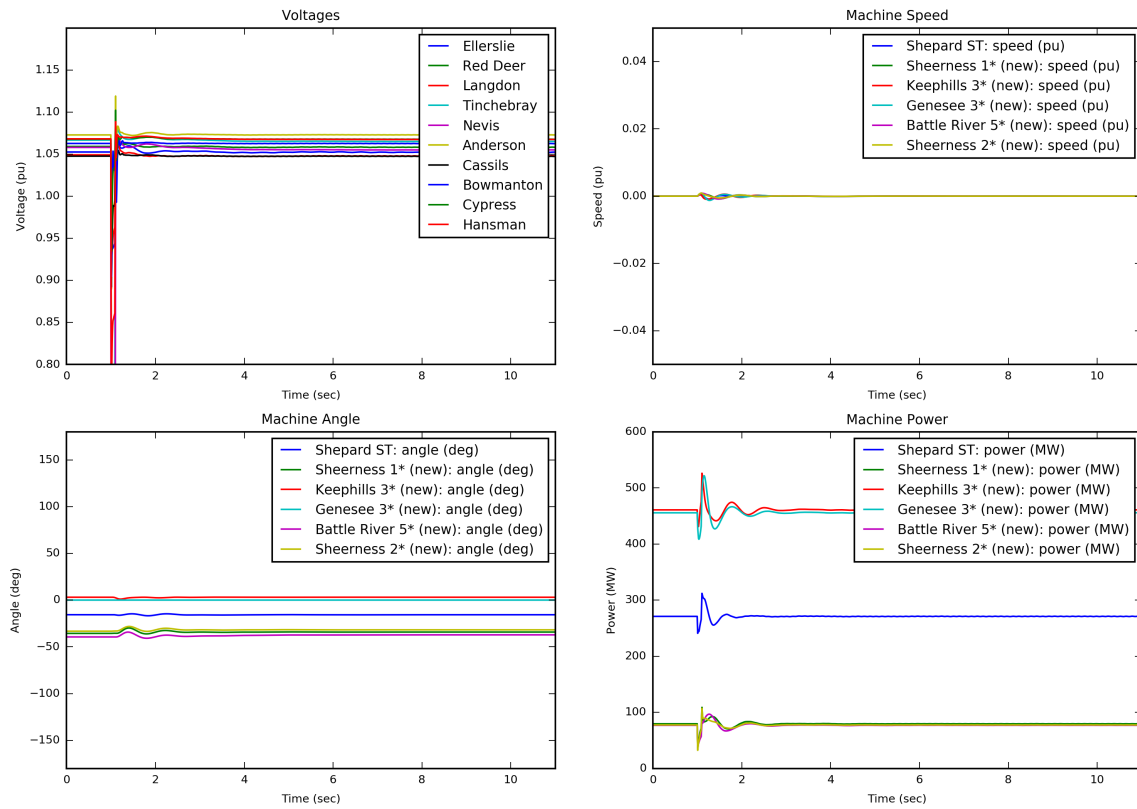 Voltages
1.15
1.10
1.05
1.00
0.95
0.90
0.85
0.80
Voltage (pu)
0
2
4
6
8
10
Time (sec)
Ellerslie
Red Deer
Langdon
Tinchebray
Nevis
Anderson
Cassils
Bowmanton
Cypress
Hansman
Machine Speed
0.04
0.02
0.00
−0.02
−0.04
Speed (pu)
0
2
4
6
8
10
Time (sec)
Shepard ST: speed (pu)
Sheerness 1* (new): speed (pu)
Keephills 3* (new): speed (pu)
Genesee 3* (new): speed (pu)
Battle River 5* (new): speed (pu)
Sheerness 2* (new): speed (pu)
Machine Angle
150
100
50
0
−50
−100
−150
Angle (deg)
0
2
4
6
8
10
Time (sec)
Shepard ST: angle (deg)
Sheerness 1* (new): angle (deg)
Keephills 3* (new): angle (deg)
Genesee 3* (new): angle (deg)
Battle River 5* (new): angle (deg)
Sheerness 2* (new): angle (deg)
Machine Power
600
500
400
300
200
100
0
Power (MW)
0
2
4
6
8
10
Time (sec)
Shepard ST: power (MW)
Sheerness 1* (new): power (MW)
Keephills 3* (new): power (MW)
Genesee 3* (new): power (MW)
Battle River 5* (new): power (MW)
Sheerness 2* (new): power (MW)